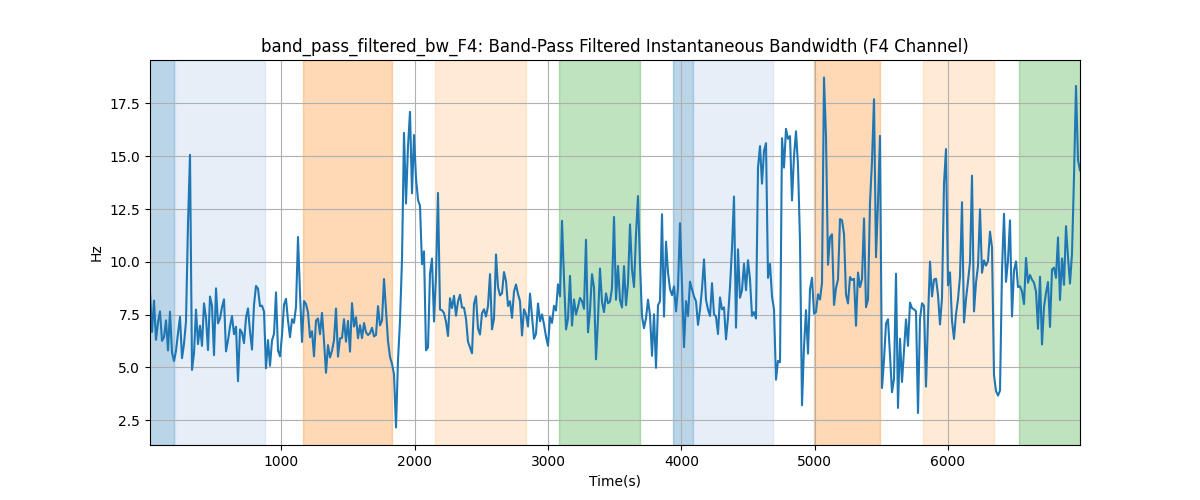 band_pass_filtered_bw_F4: Band-Pass Filtered Instantaneous Bandwidth (F4 Channel)
17.5
15.0
12.5
10.0
7.5
5.0
2.5
Hz
1000 2000 3000 4000 5000 6000
Time(s)